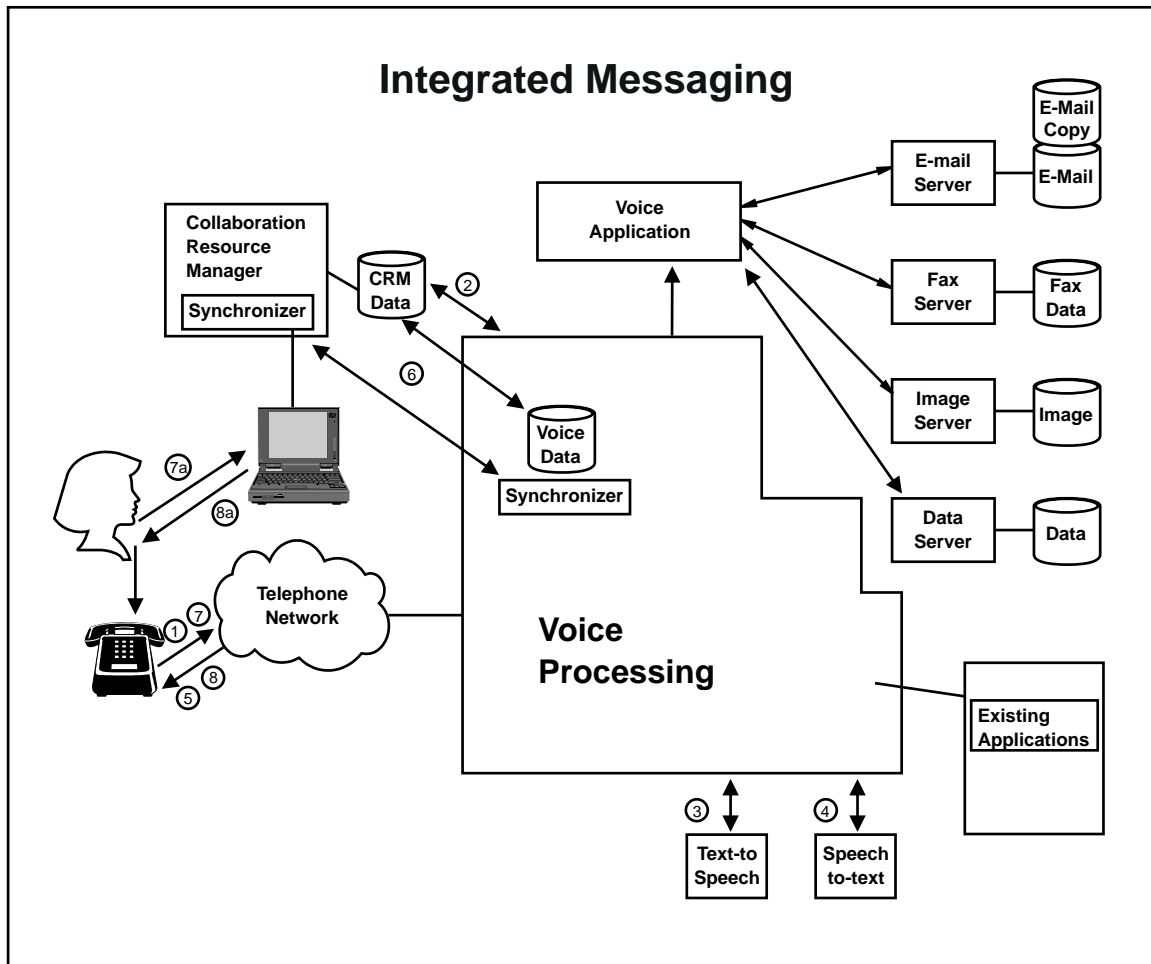 Integrated Messaging
E-Mail
Copy
E-Mail
E-mail
Server
Voice
Application
Collaboration
Resource
Manager
Synchronizer
CRM
Data
2
Fax
Server
Fax
Data
6
Image
Server
Image
Voice
Data
Synchronizer
7a
8a
Data
Server
Data
Telephone
Network
1
7
8
5
Voice
Processing
Existing
Applications
3
4
Text-to
Speech
Speech
to-text